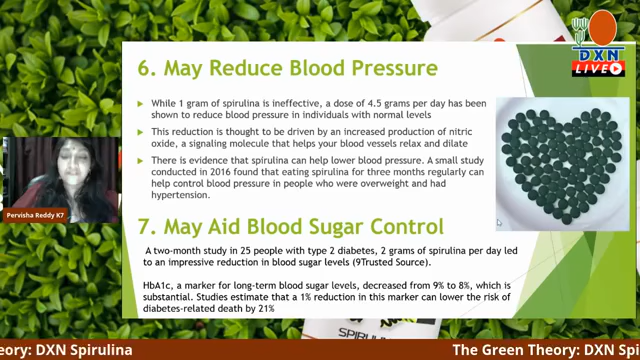 DXN
LIVE
6. May Reduce Blood Pressure
While 1 gram of spirulina is ineffective, a dose of 4.5 grams per day has been
shown to reduce blood pressure in individuals with normal levels
This reduction is thought to be driven by an increased production of nitric
oxide, a signaling molecule that helps your blood vessels relax and dilate
There is evidence that spirulina can help lower blood pressure. A small study
conducted in 2016 found that eating spirulina for three months regularly can
help control blood pressure in people who were overweight and had
hypertension.
Pervisha Reddy K7
7. May Aid Blood Sugar Control
A two-month study in 25 people with type 2 diabetes, 2 grams of spirulina per day led
to an impressive reduction in blood sugar levels (9Trusted Source).
HbA1c, a marker for long-term blood sugar levels, decreased from 9% to 8%, which is
substantial. Studies estimate that a 1% reduction in this marker can lower the risk of
diabetes-related death by 21%
SPIRUL
eory: DXN Spirulina
The Green Theory: DXN Spi